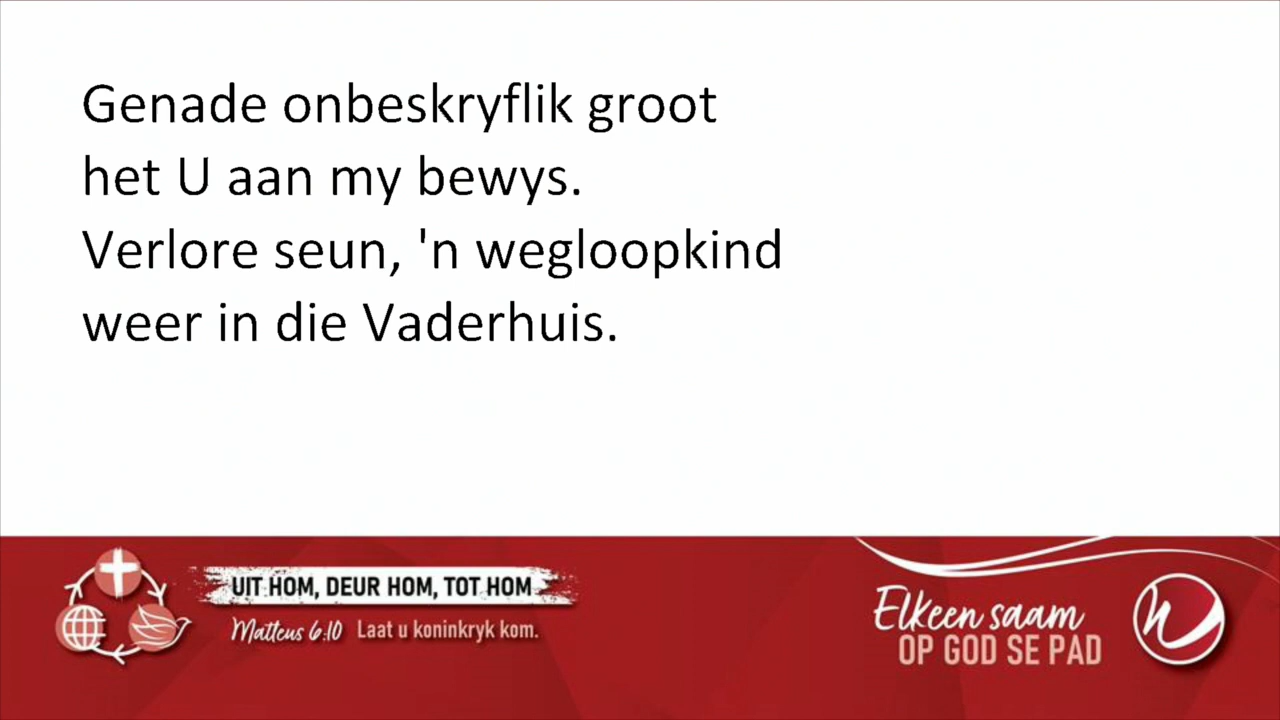 Genade onbeskryflik groot
het U aan my bewys.
Verlore seun, 'n wegloopkind
weer in die Vaderhuis.
UIT HOM, DEUR HOM, TOT HOM
Matteus 6:10 Laat u koninkryk kom.
Elkeen saam
OP GOD SE PAD